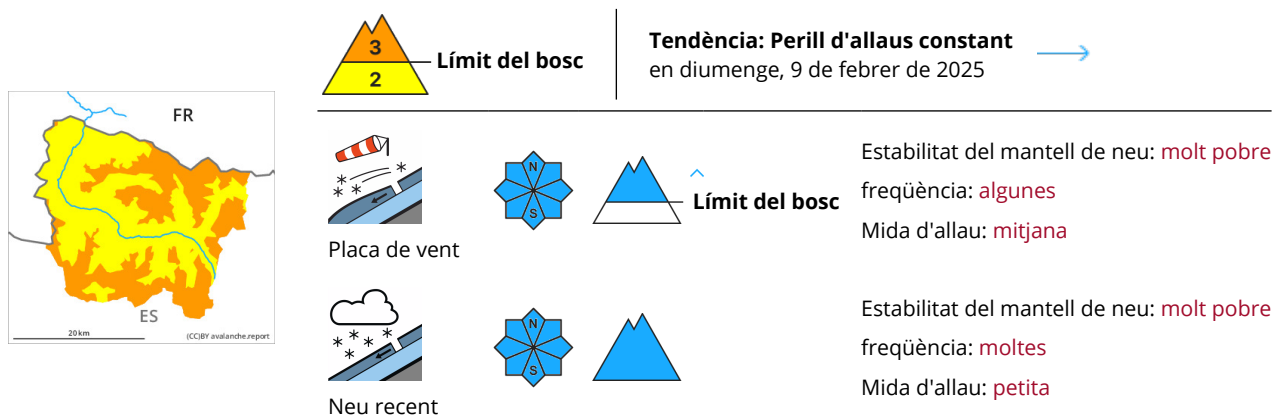 3
2
Límit del bosc
Tendència: Perill d'allaus constant
en diumenge, 9 de febrer de 2025
FR
ES
20 km
(CC)BY avalanche.report
N
S
Límit del bosc
Placa de vent
Estabilitat del mantell de neu: molt pobre
freqüència: algunes
Mida d'allau: mitjana
N
S
Neu recent
Estabilitat del mantell de neu: molt pobre
freqüència: moltes
Mida d'allau: petita